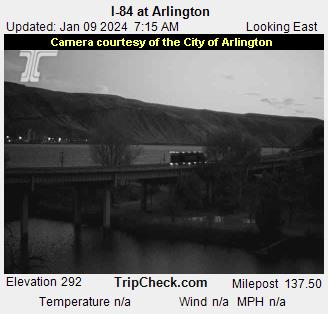 I-84 at Arlington
Updated: Jan 09 2024 7:15 AM Looking East
Camera courtesy of the City of Arlington
Elevation 292 TripCheck.com Milepost 137.50
Temperature n/a Wind n/a MPH n/a